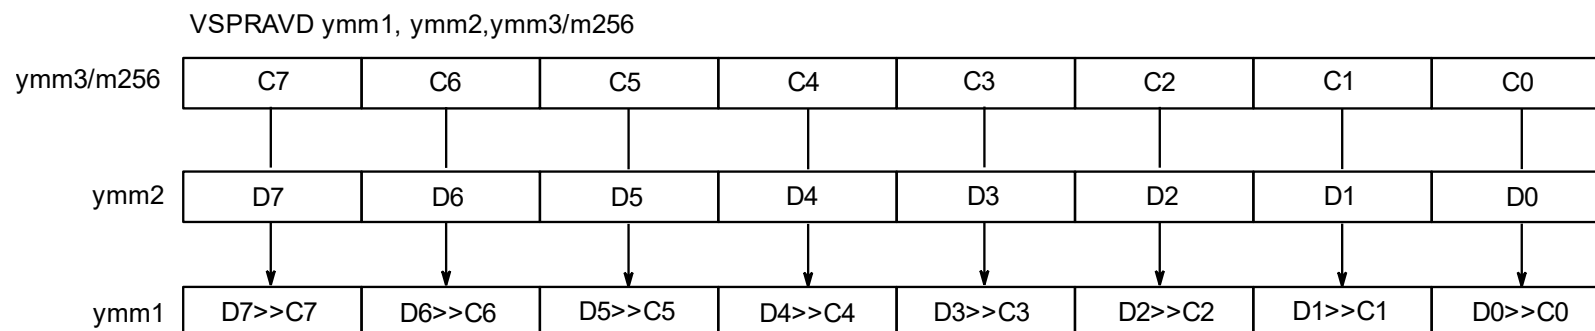 VSPRAVD ymm1, ymm2,ymm3/m256
ymm3/m256 C7 C6 C5 C4 C3 C2 C1 C0
ymm2 D7 D6 D5 D4 D3 D2 D1 D0
ymm1 D7>>C7 D6>>C6 D5>>C5 D4>>C4 D3>>C3 D2>>C2 D1>>C1 D0>>C0